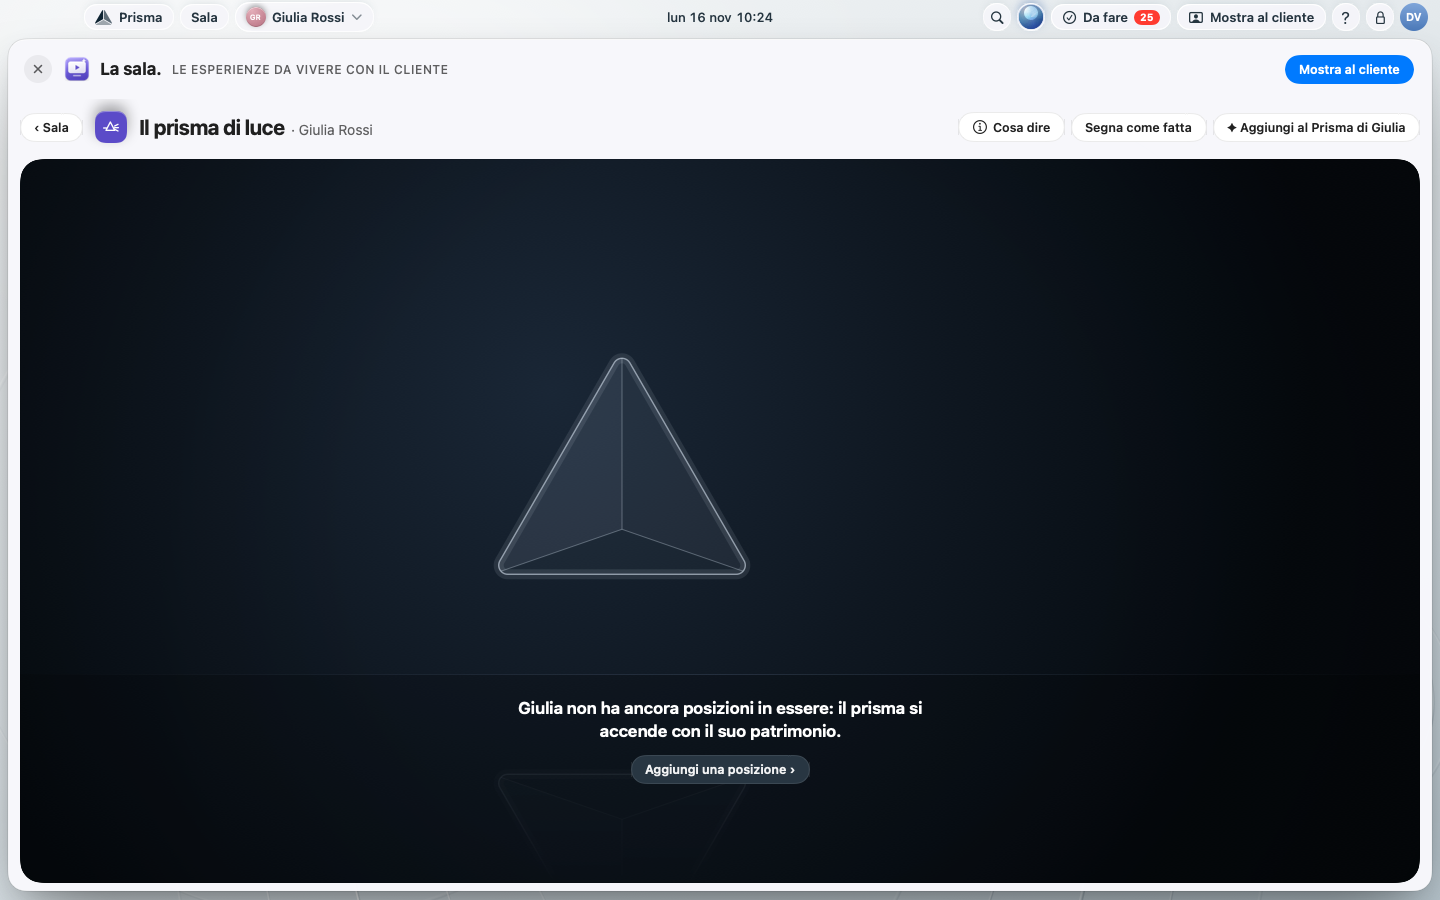 Prisma
Sala
GR
Giulia Rossi
lun 16 nov 10:24
Da fare
25
Mostra al cliente
?
DV
La sala.
LE ESPERIENZE DA VIVERE CON IL CLIENTE
Mostra al cliente
‹ Sala
Il prisma di luce
· Giulia Rossi
Cosa dire
Segna come fatta
✦ Aggiungi al Prisma di Giulia
Giulia non ha ancora posizioni in essere: il prisma si
accende con il suo patrimonio.
Aggiungi una posizione ›